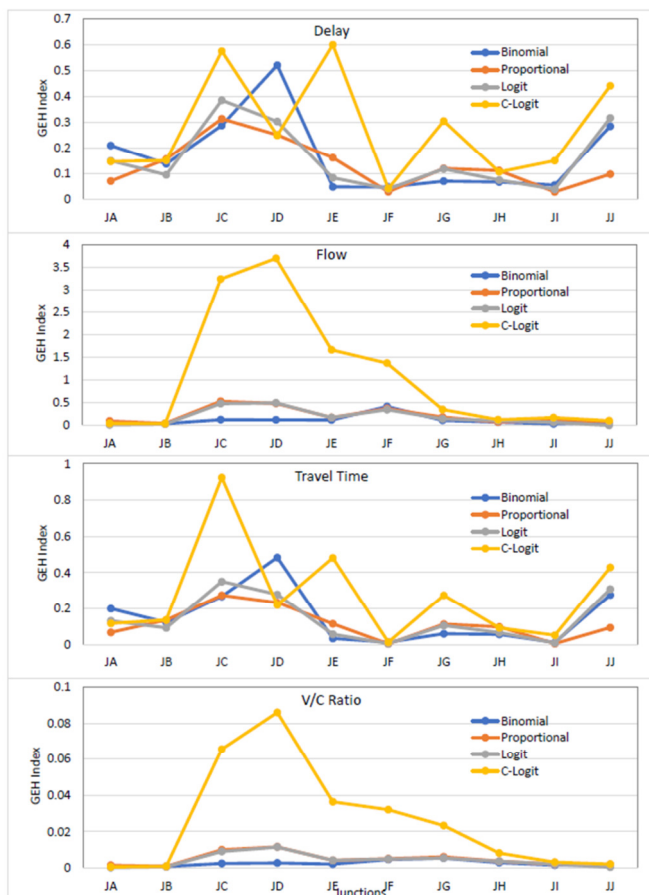 Delay
0.7
0.6
0.5
0.4
0.3
0.2
0.1
0
GEH Index
Binomial
Proportional
Logit
C-Logit
JA JB JC JD JE JF JG JH JI JJ
Flow
4
3.5
3
2.5
2
1.5
1
0.5
0
GEH Index
Binomial
Proportional
Logit
C-Logit
JA JB JC JD JE JF JG JH JI JJ
Travel Time
1
0.8
0.6
0.4
0.2
0
GEH Index
Binomial
Proportional
Logit
C-Logit
JA JB JC JD JE JF JG JH JI JJ
V/C Ratio
0.1
0.08
0.06
0.04
0.02
0
GEH Index
Binomial
Proportional
Logit
C-Logit
JA JB JC JD JE JF JG JH JI JJ
Junctions